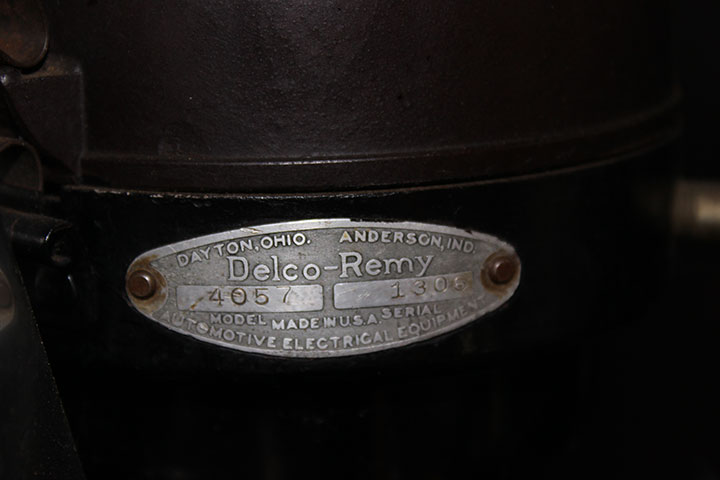 DAYTON, OHIO. ANDERSON, IND.
Delco-Remy
4057 1306
MODEL MADE IN U.S.A. SERIAL
AUTOMOTIVE ELECTRICAL EQUIPMENT